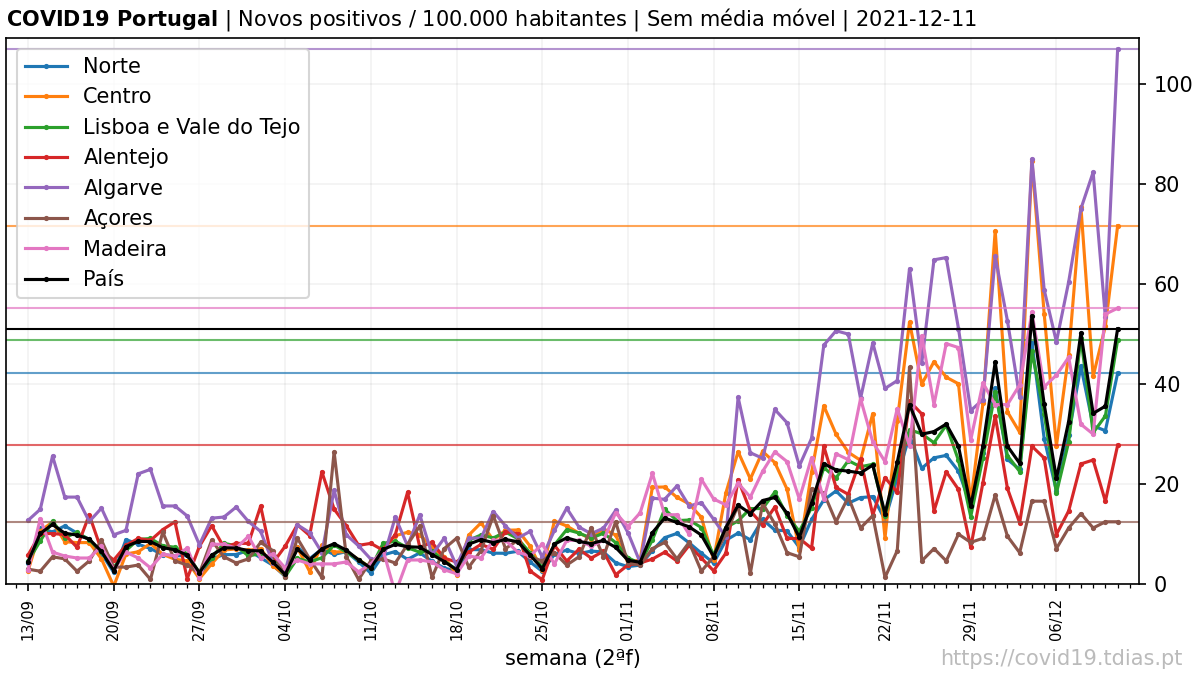 COVID19 Portugal | Novos positivos / 100.000 habitantes | Sem média móvel | 2021-12-11
Norte
Centro
Lisboa e Vale do Tejo
Alentejo
Algarve
Açores
Madeira
País
100
80
60
40
20
0
13/09 20/09 27/09 04/10 11/10 18/10 25/10 01/11 08/11 15/11 22/11 29/11 06/12
semana (2ªf)
https://covid19.tdias.pt